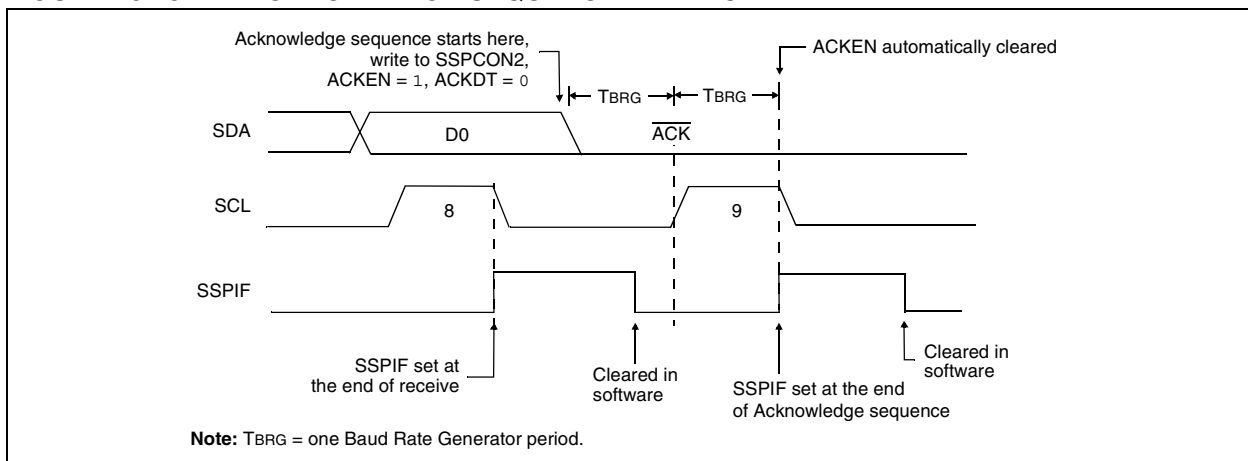 Acknowledge sequence starts here,
write to SSPCON2,
ACKEN = 1, ACKDT = 0
ACKEN automatically cleared
TBRG
TBRG
SDA
D0
ACK
SCL
8
9
SSPIF
SSPIF set at
the end of receive
Cleared in
software
SSPIF set at the end
of Acknowledge sequence
Cleared in
software
Note: TBRG = one Baud Rate Generator period.